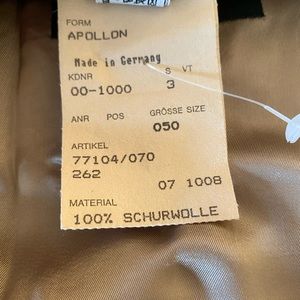 FORM
APOLLON
Made in Germany
KDNR S VT
00-1000 3
ANR POS GRÖSSE SIZE
050
ARTIKEL
77104/070
262
07 1008
MATERIAL
100% SCHURWOLLE